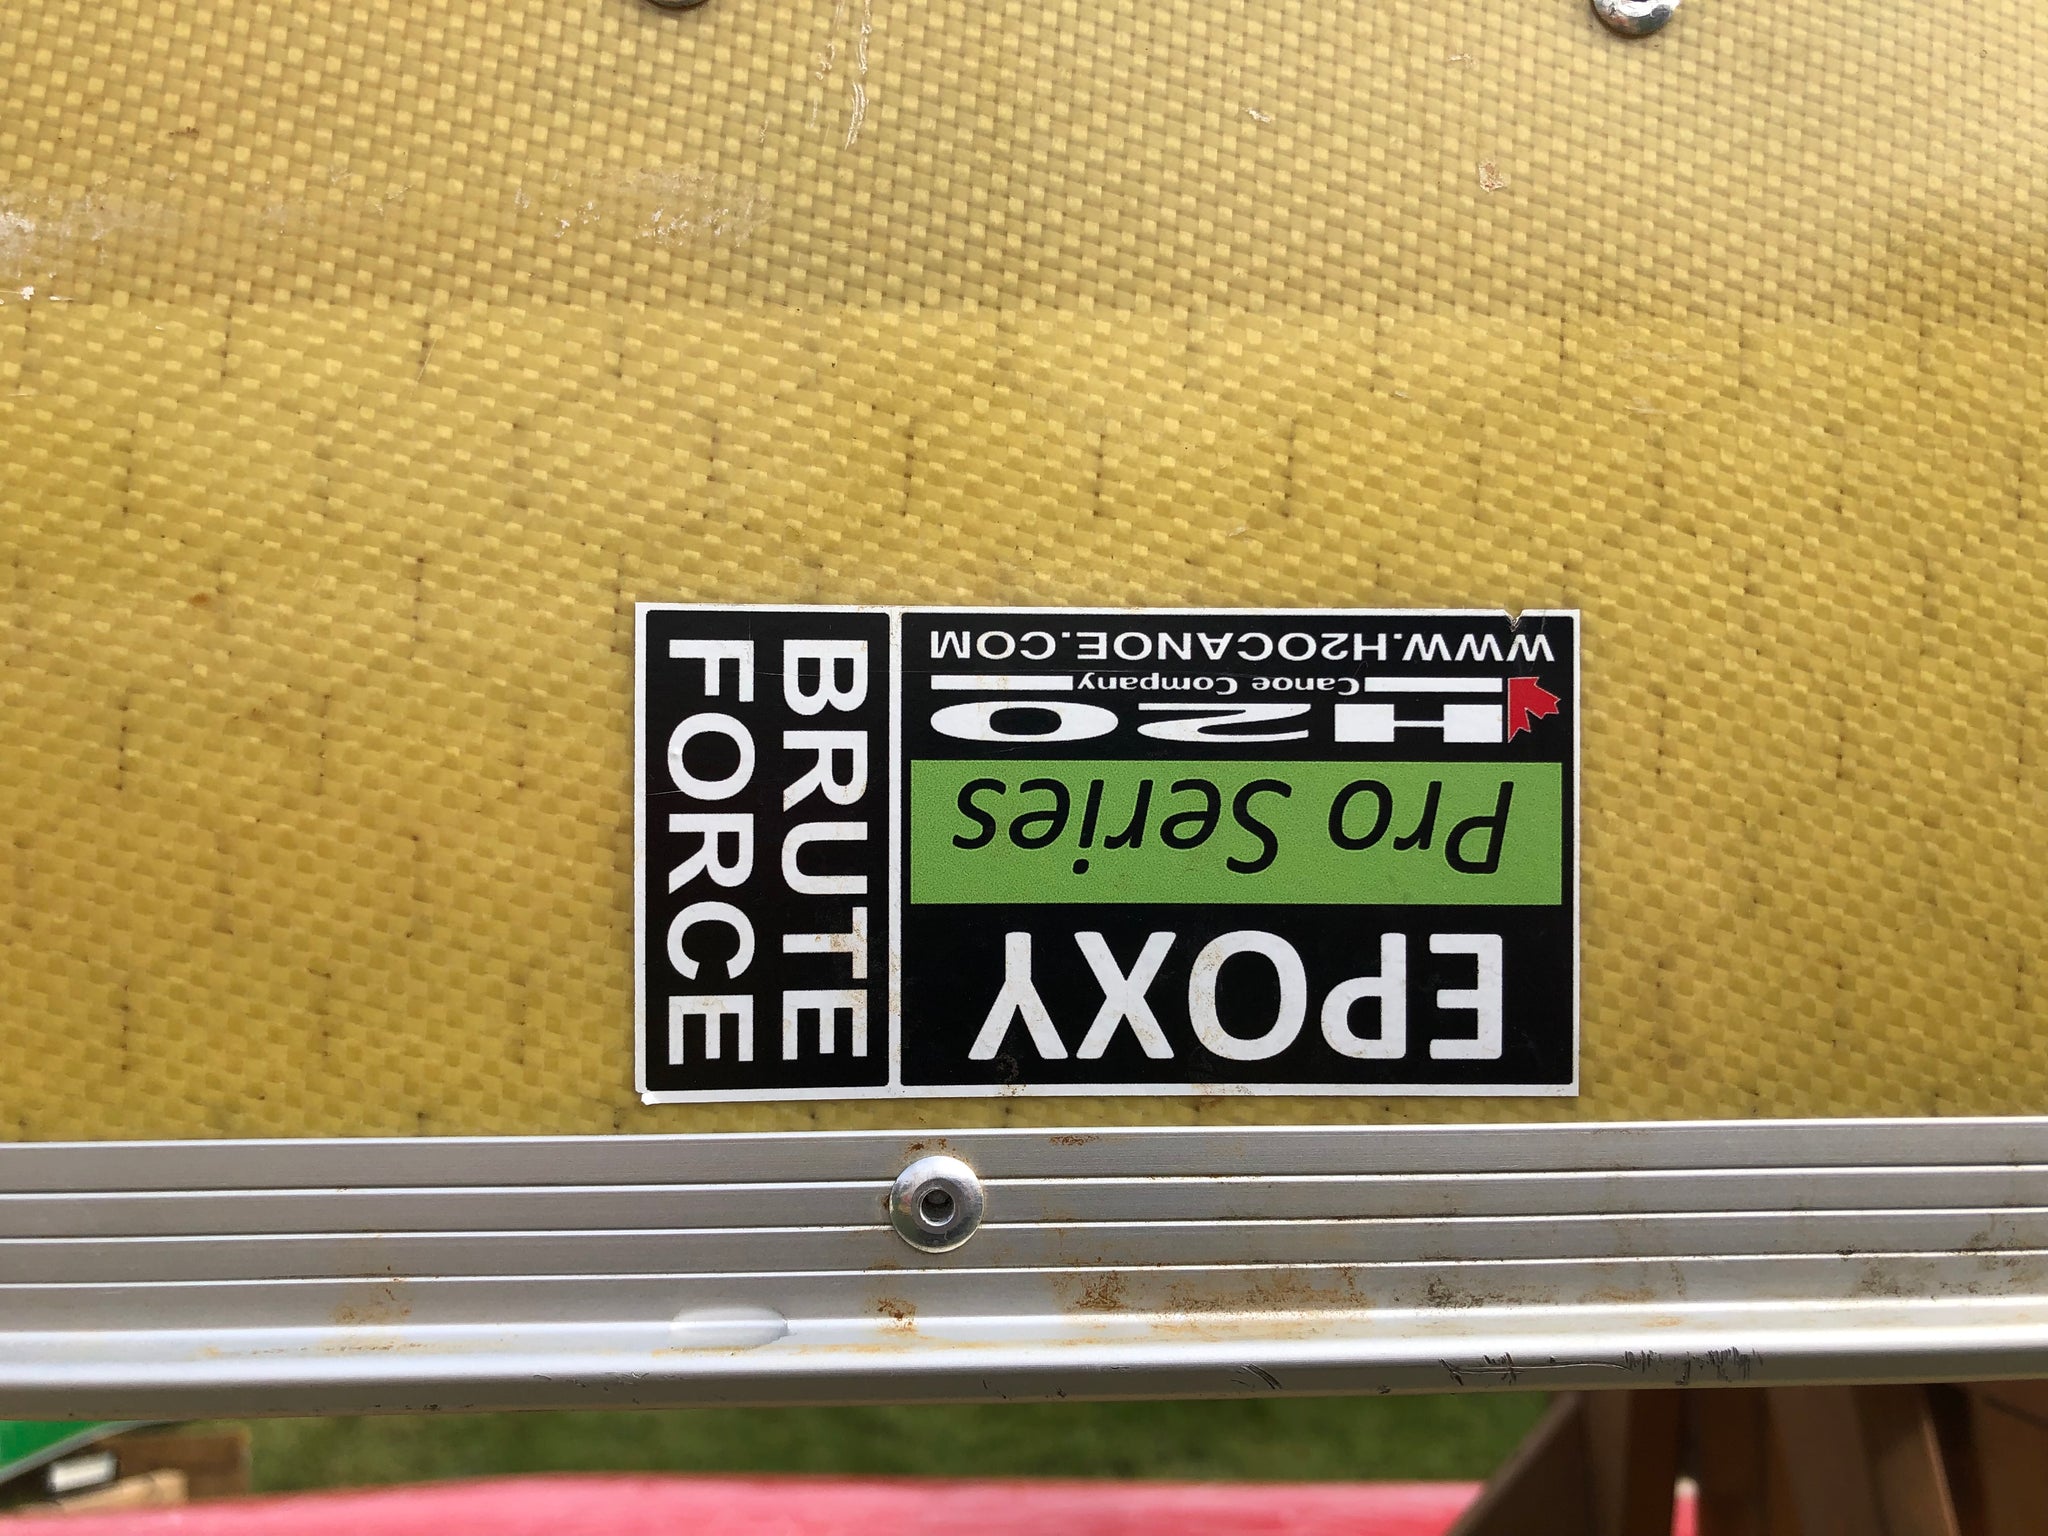 EPOXY
Pro Series
H2O
Canoe Company
WWW.H2OCANOE.COM
BRUTE
FORCE